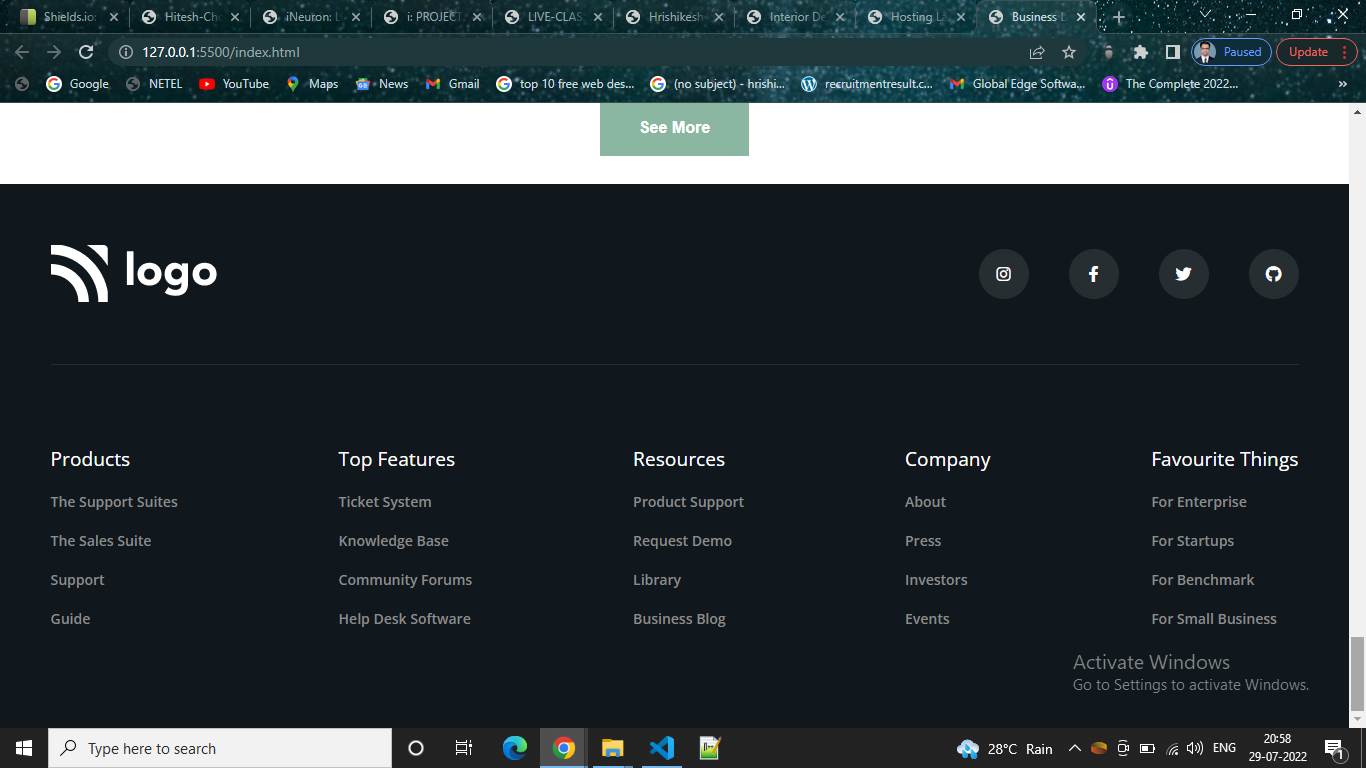 Shields.io: Hitesh-Cho iNeuron: L i: PROJECT LIVE-CLAS Hrishikesh Interior De Hosting La Business L
127.0.0.1:5500/index.html Paused Update
Google NETEL YouTube Maps News Gmail top 10 free web des... (no subject) - hrishi... recruitmentresult.c... Global Edge Softwa... The Complete 2022... »
See More
logo
Products Top Features Resources Company Favourite Things
The Support Suites Ticket System Product Support About For Enterprise
The Sales Suite Knowledge Base Request Demo Press For Startups
Support Community Forums Library Investors For Benchmark
Guide Help Desk Software Business Blog Events For Small Business
Activate Windows
Go to Settings to activate Windows.
Type here to search 28°C Rain ENG 20:58
29-07-2022
1